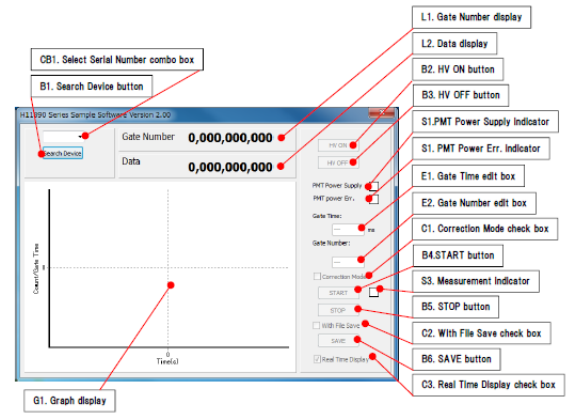 L1. Gate Number display
L2. Data display
CB1. Select Serial Number combo box
B2. HV ON button
B1. Search Device button
B3. HV OFF button
H11890 Series Sample Software Version 2.00
S1.PMT Power Supply Indicator
Gate Number 0,000,000,000
HV ON
Search Device
HV OFF
S1. PMT Power Err. Indicator
Data 0,000,000,000
E1. Gate Time edit box
PMT Power Supply
PMT power Err.
E2. Gate Number edit box
Gate Time:
--- ms
C1. Correction Mode check box
Gate Number:
---
B4.START button
Correction Mode
S3. Measurement Indicator
START
STOP
B5. STOP button
With File Save
C2. With File Save check box
SAVE
B6. SAVE button
Real Time Display
C3. Real Time Display check box
Count/Gate Time
0
Time(s)
G1. Graph display